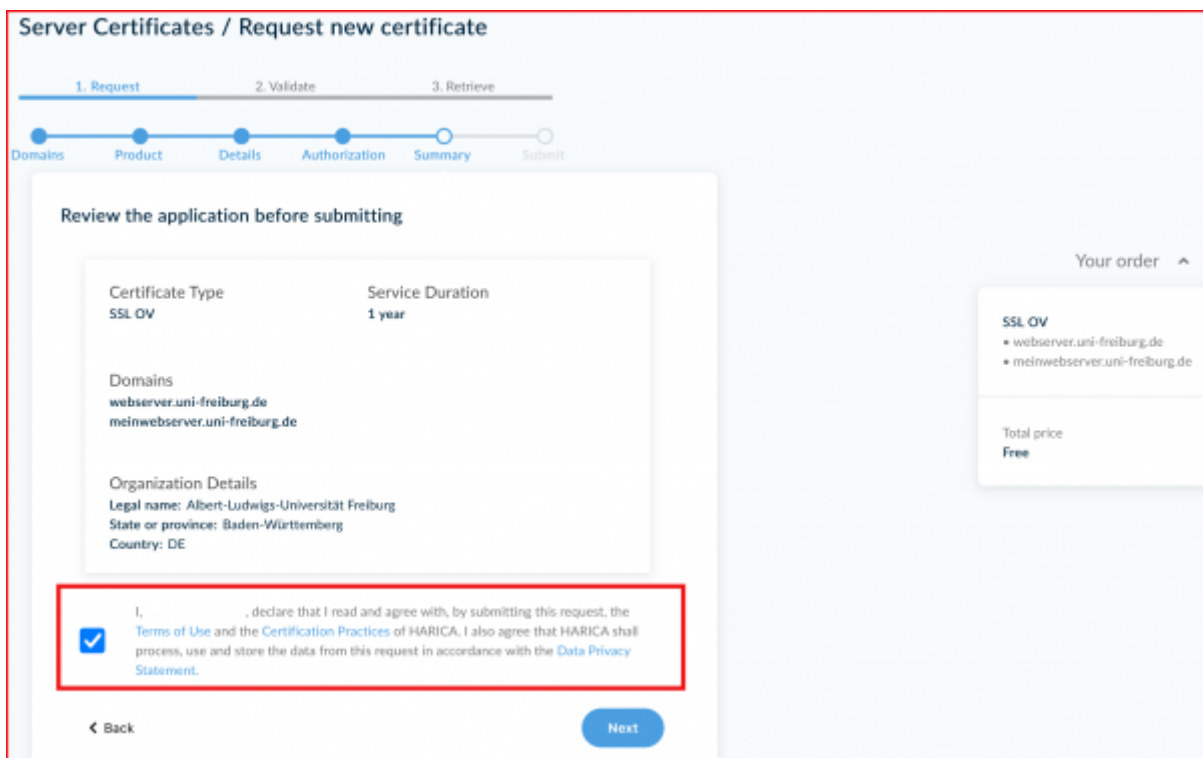 Server Certificates / Request new certificate
1. Request 2. Validate 3. Retrieve
Domains Product Details Authorization Summary Submit
Review the application before submitting
Certificate Type Service Duration
SSL OV 1 year
Domains
webserver.uni-freiburg.de
meinwebserver.uni-freiburg.de
Organization Details
Legal name: Albert-Ludwigs-Universität Freiburg
State or province: Baden-Württemberg
Country: DE
I, , declare that I read and agree with, by submitting this request, the
Terms of Use and the Certification Practices of HARICA. I also agree that HARICA shall
process, use and store the data from this request in accordance with the Data Privacy
Statement.
Back
Next
Your order
SSL OV
• webserver.uni-freiburg.de
• meinwebserver.uni-freiburg.de
Total price
Free